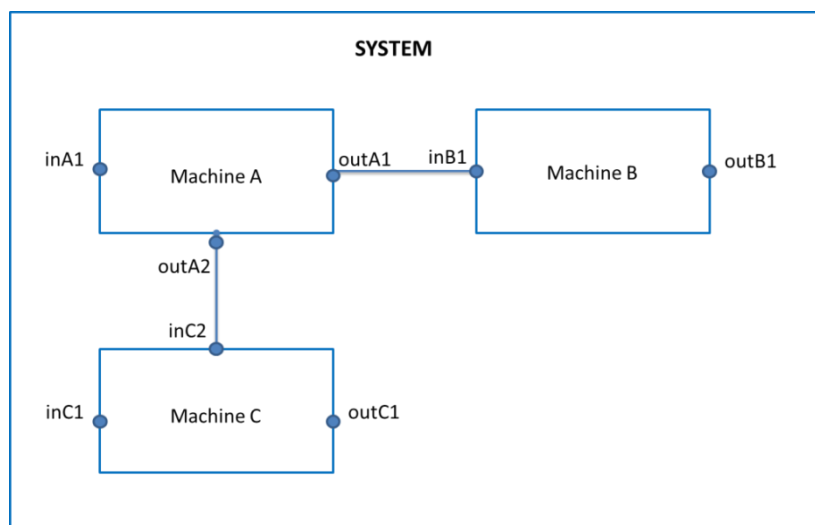 SYSTEM
inA1
Machine A
outA1
inB1
Machine B
outB1
outA2
inC2
inC1
Machine C
outC1